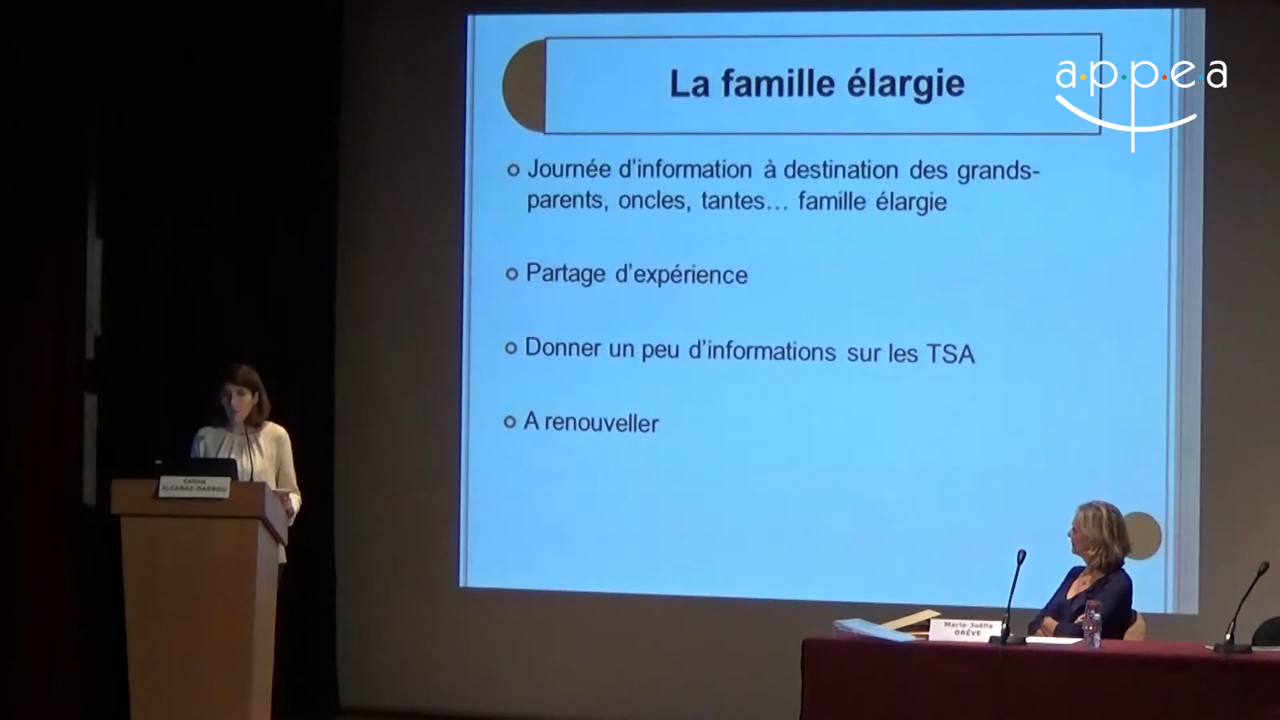 La famille élargie
a·p·p·e·a
Journée d'information à destination des grands-
parents, oncles, tantes... famille élargie
Partage d'expérience
Donner un peu d'informations sur les TSA
A renouveller
Céline
ALCARAZ-DARROU
Marie-Joëlle
ORÊVE